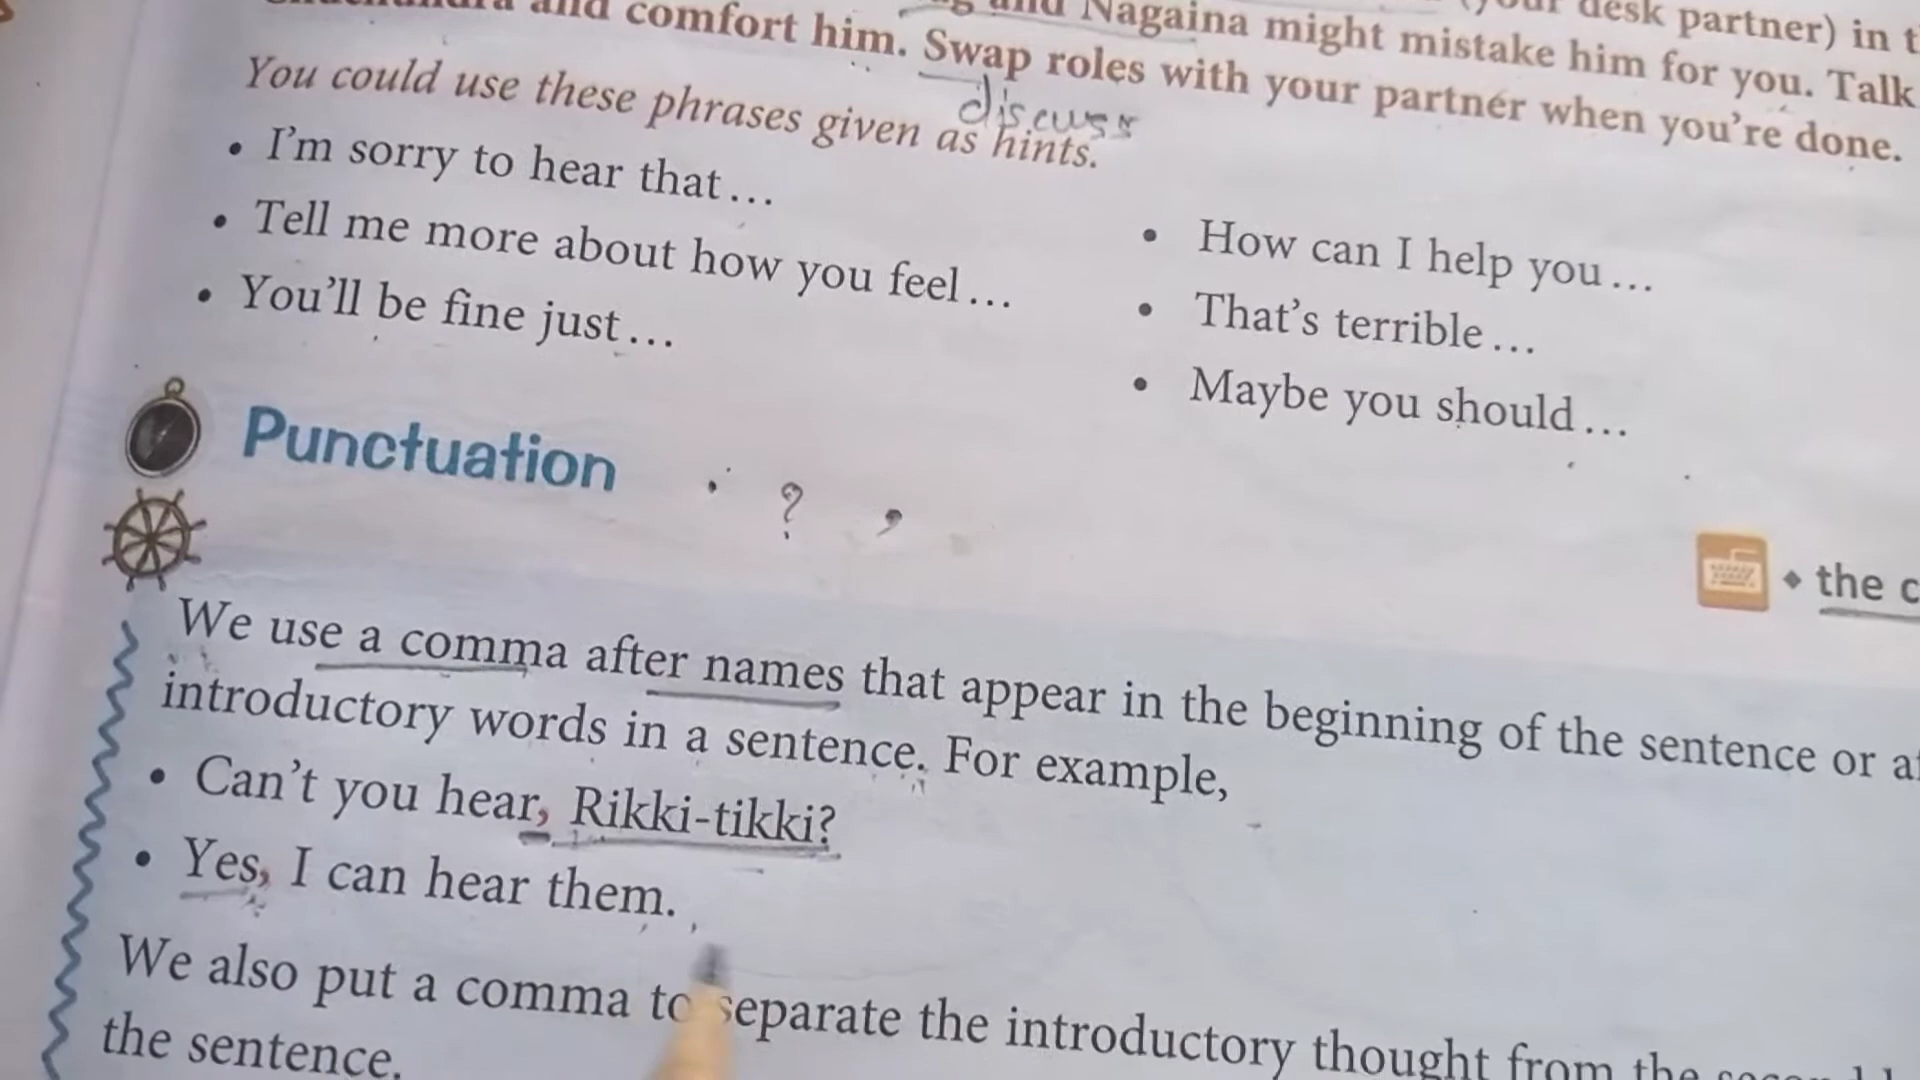 and comfort him. Swap roles with your partner when you're done.
and Nagaina might mistake him for you. Talk
desk partner) in
discuss
You could use these phrases given as hints.
• I'm sorry to hear that...
• Tell me more about how you feel...
• You'll be fine just...
• How can I help you...
• That's terrible...
• Maybe you should...
Punctuation . ? ,
• the
We use a comma after names that appear in the beginning of the sentence or
introductory words in a sentence. For example,
• Can't you hear, Rikki-tikki?
• Yes, I can hear them.
We also put a comma to separate the introductory thought from the
the sentence.